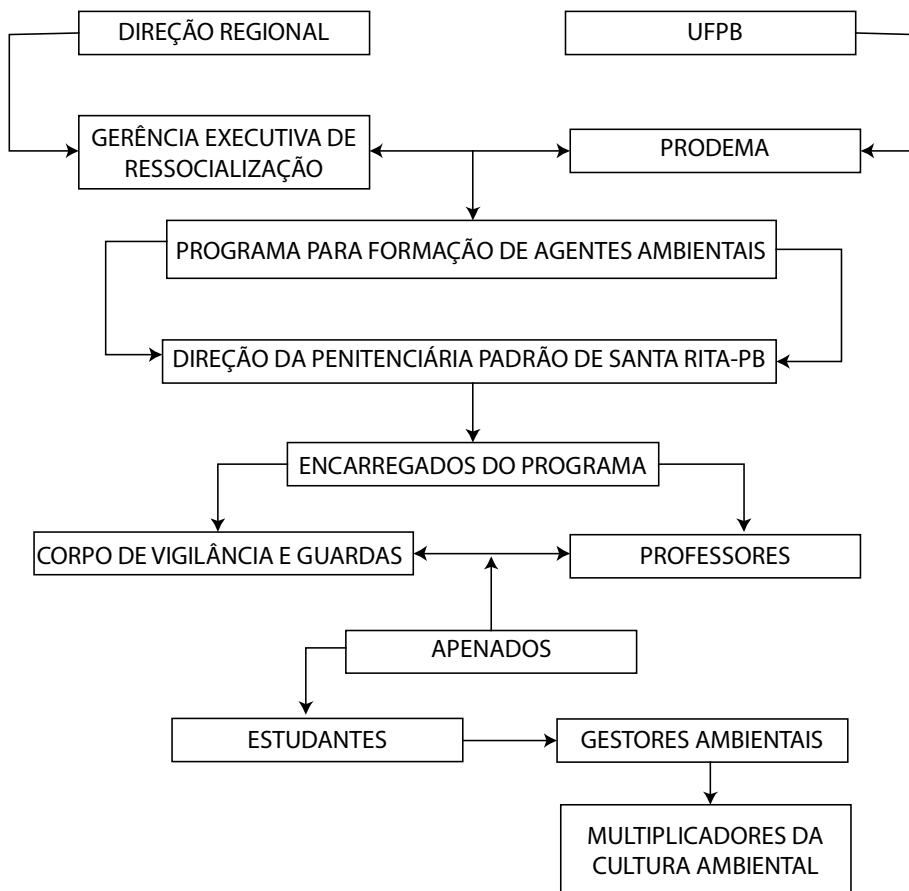 DIREÇÃO REGIONAL
UFPB
GERÊNCIA EXECUTIVA DE
RESSOCIALIZAÇÃO
PRODEMA
PROGRAMA PARA FORMAÇÃO DE AGENTES AMBIENTAIS
DIREÇÃO DA PENITENCIÁRIA PADRÃO DE SANTA RITA-PB
ENCARREGADOS DO PROGRAMA
CORPO DE VIGILÂNCIA E GUARDAS
PROFESSORES
APENADOS
ESTUDANTES
GESTORES AMBIENTAIS
MULTIPLICADORES DA
CULTURA AMBIENTAL